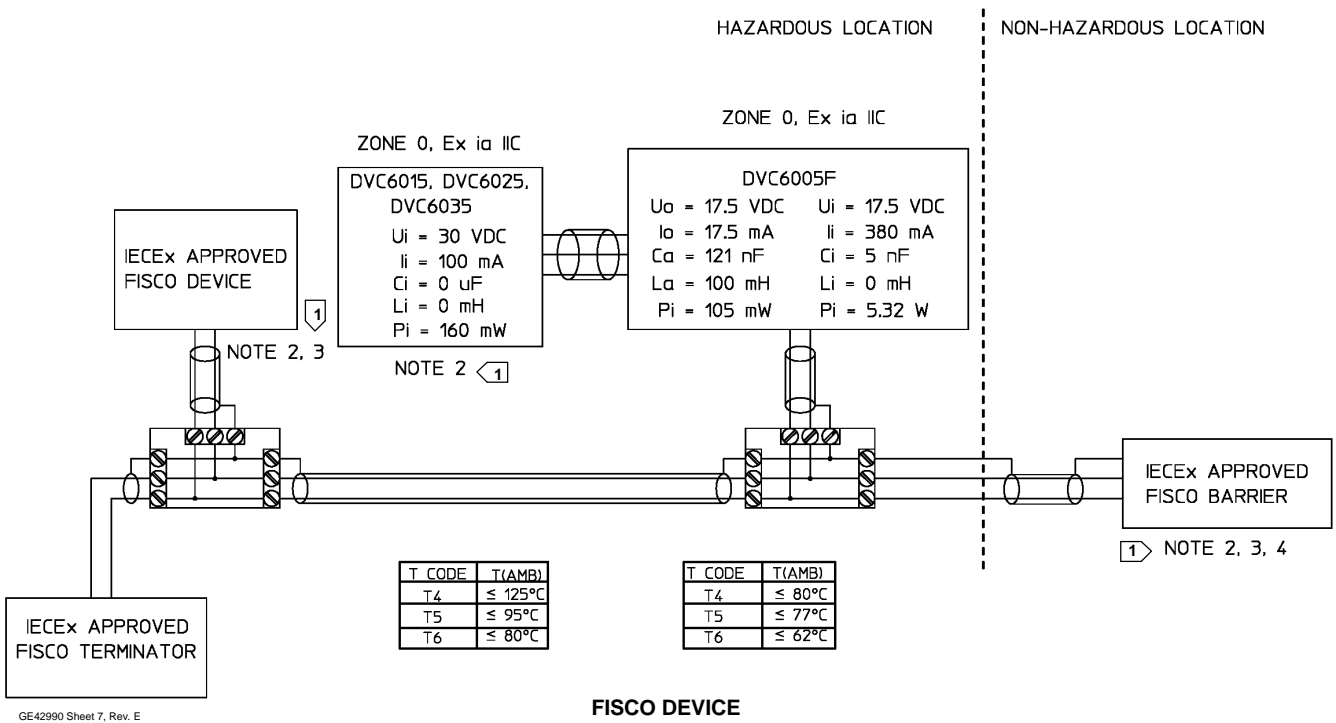 HAZARDOUS LOCATION
NON-HAZARDOUS LOCATION
ZONE 0, Ex ia IIC
ZONE 0, Ex ia IIC
DVC6015, DVC6025,
DVC6035
Ui = 30 VDC
Ii = 100 mA
Ci = 0 uF
Li = 0 mH
Pi = 160 mW
NOTE 2 1
DVC6005F
Uo = 17.5 VDC Ui = 17.5 VDC
Io = 17.5 mA Ii = 380 mA
Ca = 121 nF Ci = 5 nF
La = 100 mH Li = 0 mH
Pi = 105 mW Pi = 5.32 W
IECEx APPROVED
FISCO DEVICE
1
NOTE 2, 3
IECEx APPROVED
FISCO BARRIER
1 NOTE 2, 3, 4
T CODE T(AMB)
T4 ≤ 125°C
T5 ≤ 95°C
T6 ≤ 80°C
T CODE T(AMB)
T4 ≤ 80°C
T5 ≤ 77°C
T6 ≤ 62°C
IECEx APPROVED
FISCO TERMINATOR
GE42990 Sheet 7, Rev. E
FISCO DEVICE